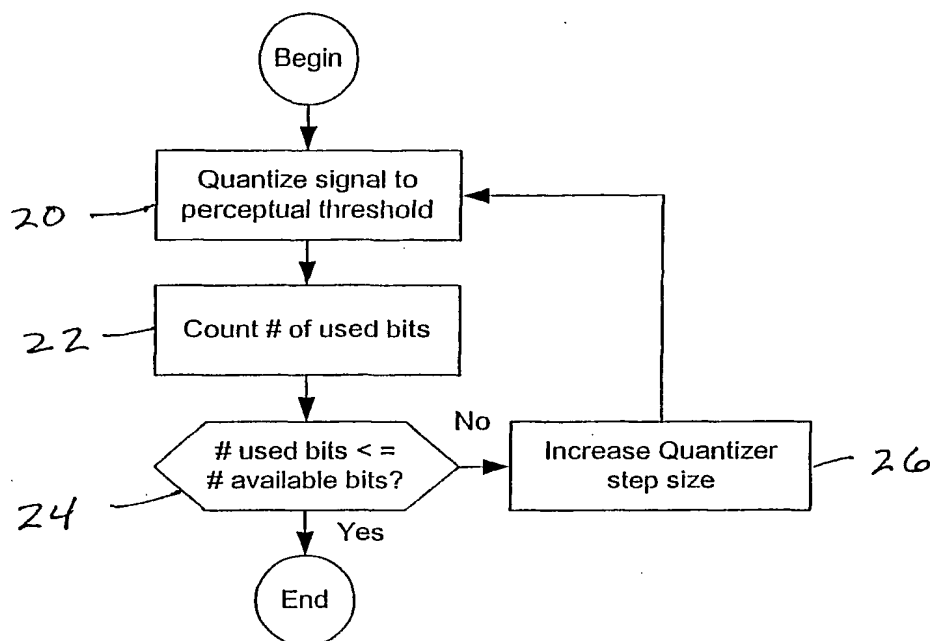 Begin
Quantize signal to
perceptual threshold
20
Count # of used bits
22
# used bits < =
# available bits?
24
No
Increase Quantizer
step size
26
Yes
End